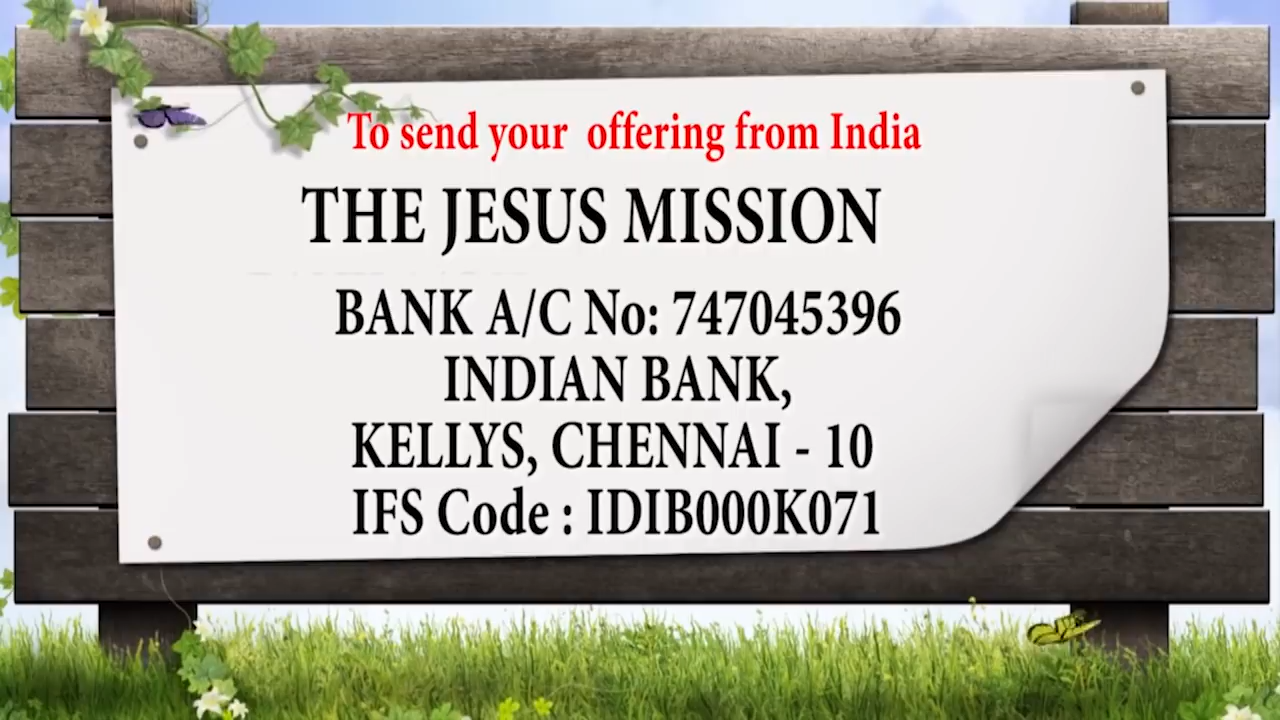 To send your offering from India
THE JESUS MISSION
BANK A/C No: 747045396
INDIAN BANK,
KELLYS, CHENNAI - 10
IFS Code : IDIB000K071